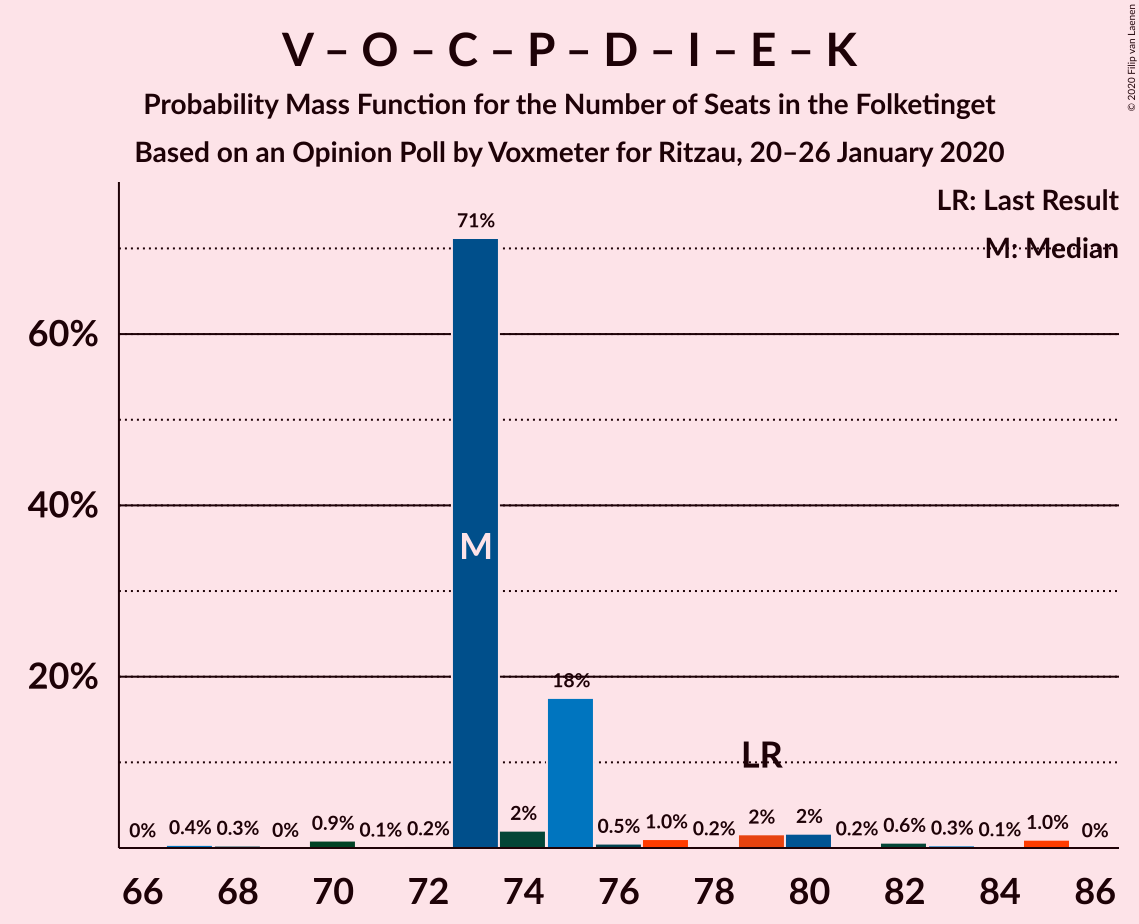 V – O – C – P – D – I – E – K
Probability Mass Function for the Number of Seats in the Folketinget
Based on an Opinion Poll by Voxmeter for Ritzau, 20–26 January 2020
© 2020 Filip van Laenen
LR: Last Result
M: Median
71%
60%
40%
M
20%
18%
LR
0% 0.4% 0.3% 0% 0.9% 0.1% 0.2% 2% 0.5% 1.0% 0.2% 2% 2% 0.2% 0.6% 0.3% 0.1% 1.0% 0%
66 68 70 72 74 76 78 80 82 84 86